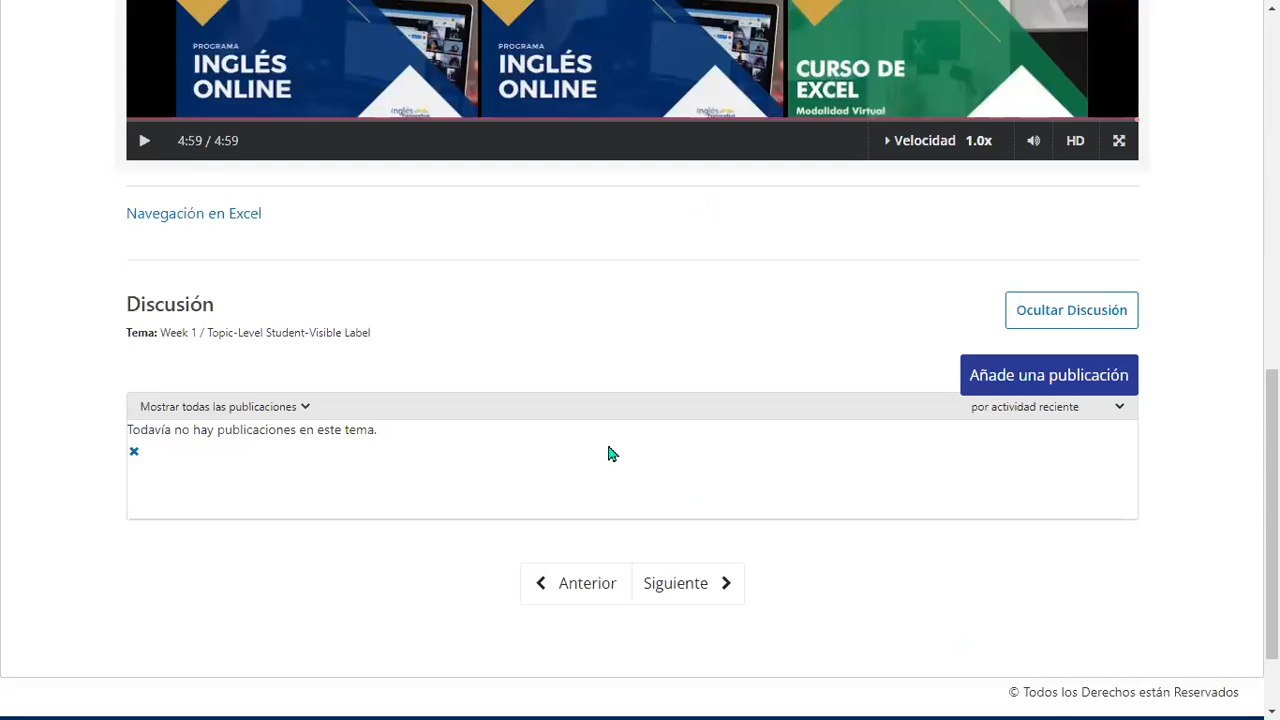 PROGRAMA
INGLÉS
ONLINE
PROGRAMA
INGLÉS
ONLINE
CURSO DE
EXCEL
Modalidad Virtual
4:59 / 4:59
Velocidad 1.0x
HD
Navegación en Excel
Discusión
Ocultar Discusión
Tema: Week 1 / Topic-Level Student-Visible Label
Añade una publicación
Mostrar todas las publicaciones
por actividad reciente
Todavía no hay publicaciones en este tema.
Anterior
Siguiente
© Todos los Derechos están Reservados